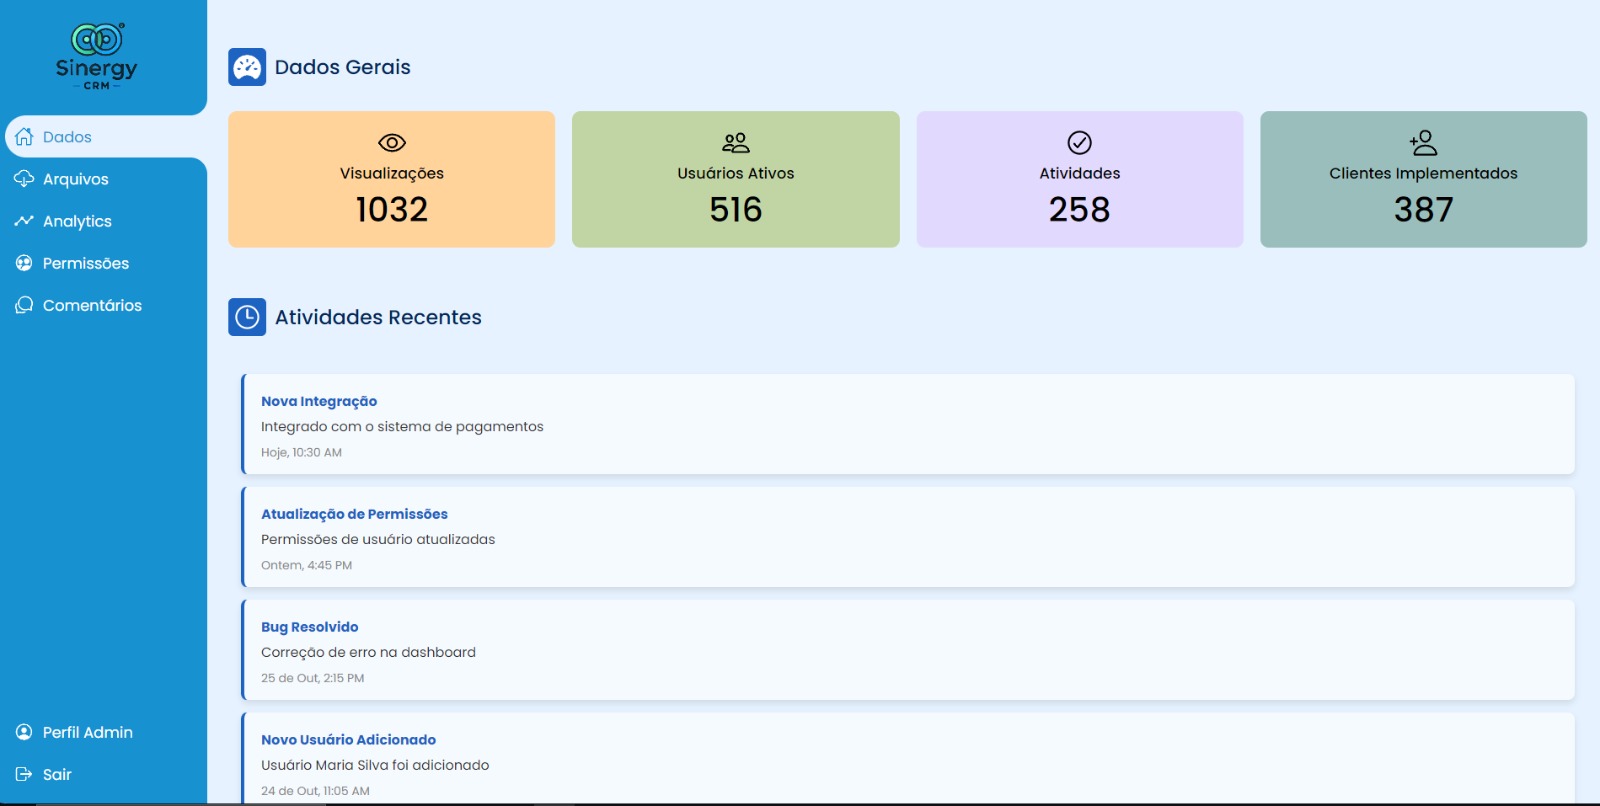 Sinergy
CRM
Dados
Arquivos
Analytics
Permissões
Comentários
Perfil Admin
Sair
Dados Gerais
Visualizações
1032
Usuários Ativos
516
Atividades
258
Clientes Implementados
387
Atividades Recentes
Nova Integração
Integrado com o sistema de pagamentos
Hoje, 10:30 AM
Atualização de Permissões
Permissões de usuário atualizadas
Ontem, 4:45 PM
Bug Resolvido
Correção de erro na dashboard
25 de Out, 2:15 PM
Novo Usuário Adicionado
Usuário Maria Silva foi adicionado
24 de Out, 11:05 AM